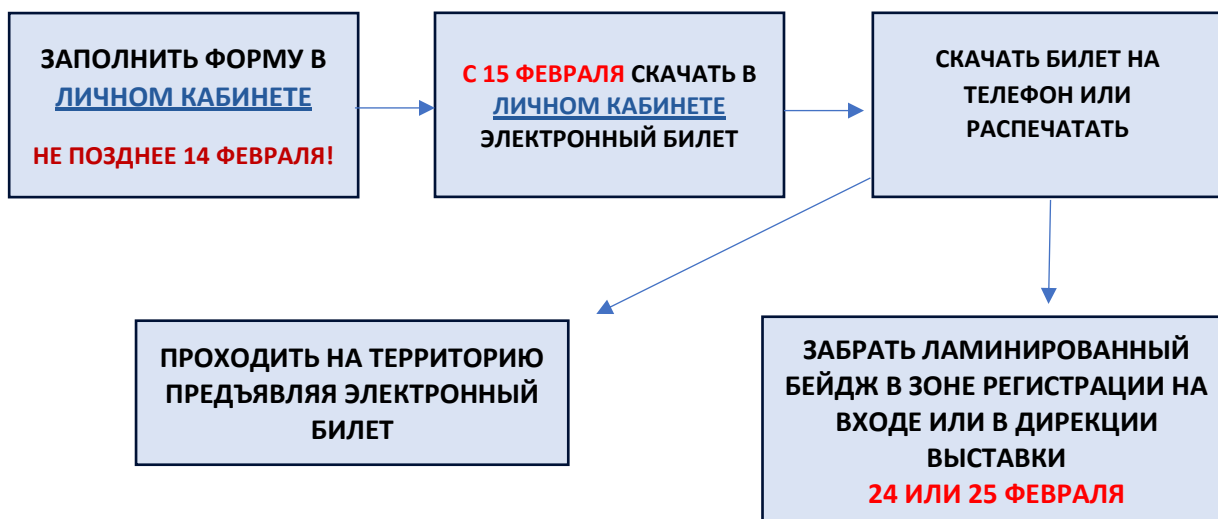 ЗАПОЛНИТЬ ФОРМУ В
ЛИЧНОМ КАБИНЕТЕ
НЕ ПОЗДНЕЕ 14 ФЕВРАЛЯ!
С 15 ФЕВРАЛЯ СКАЧАТЬ В
ЛИЧНОМ КАБИНЕТЕ
ЭЛЕКТРОННЫЙ БИЛЕТ
СКАЧАТЬ БИЛЕТ НА
ТЕЛЕФОН ИЛИ
РАСПЕЧАТАТЬ
ПРОХОДИТЬ НА ТЕРРИТОРИЮ
ПРЕДЪЯВЛЯЯ ЭЛЕКТРОННЫЙ
БИЛЕТ
ЗАБРАТЬ ЛАМИНИРОВАННЫЙ
БЕЙДЖ В ЗОНЕ РЕГИСТРАЦИИ НА
ВХОДЕ ИЛИ В ДИРЕКЦИИ
ВЫСТАВКИ
24 ИЛИ 25 ФЕВРАЛЯ